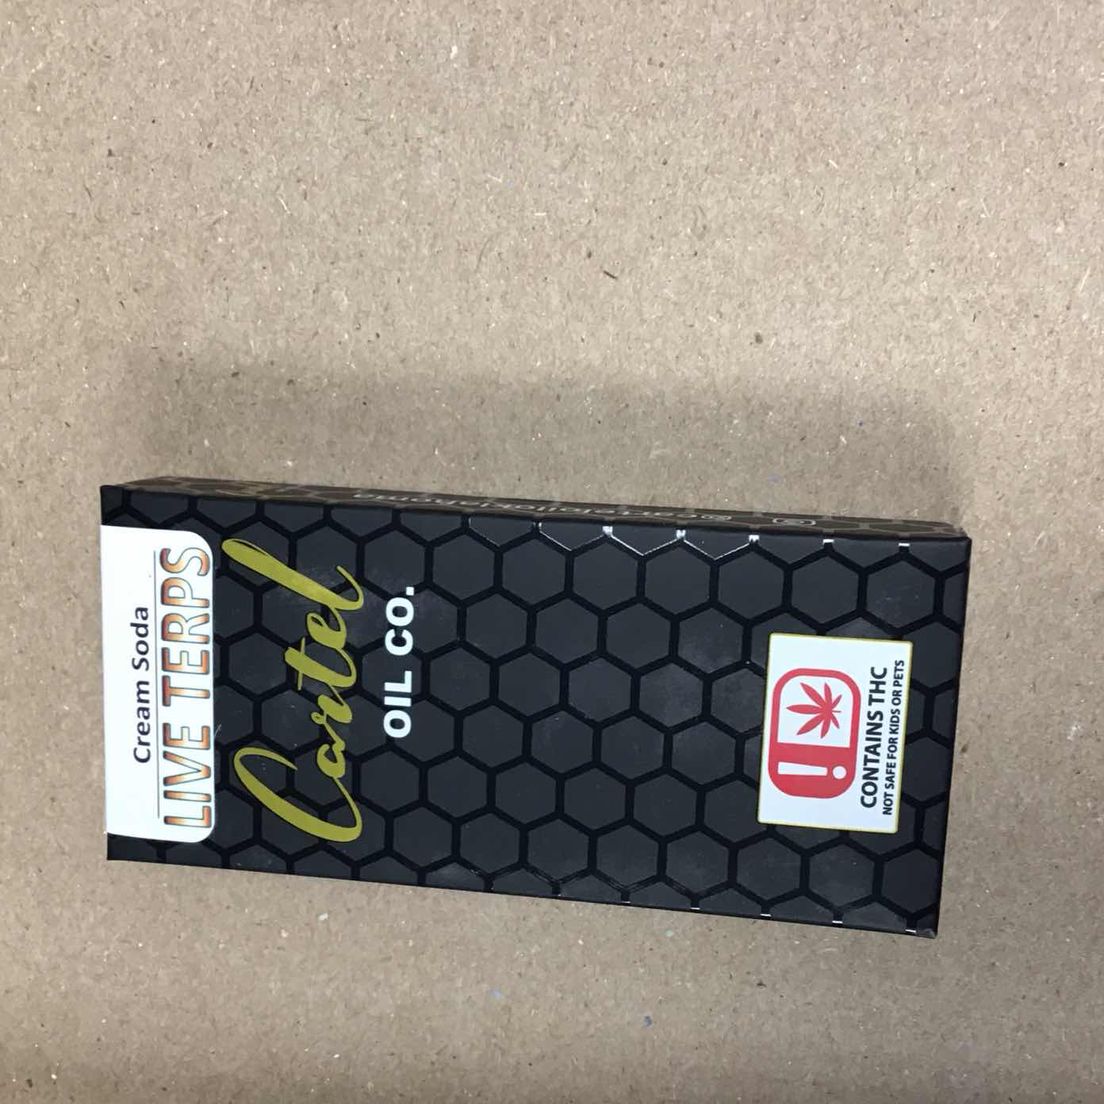 Cream Soda
LIVE TERPS
Cartel
OIL CO.
!
CONTAINS THC
NOT SAFE FOR KIDS OR PETS